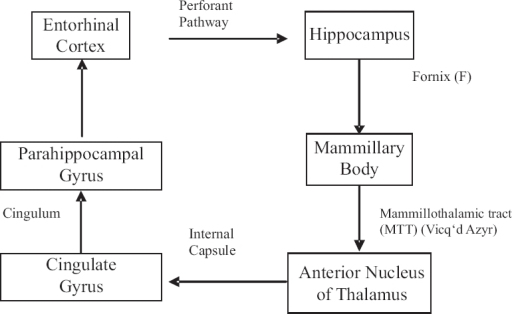 Entorhinal
Cortex
Perforant
Pathway
Hippocampus
Fornix (F)
Parahippocampal
Gyrus
Mammillary
Body
Cingulum
Mammillothalamic tract
(MTT) (Vicq‘d Azyr)
Internal
Capsule
Cingulate
Gyrus
Anterior Nucleus
of Thalamus